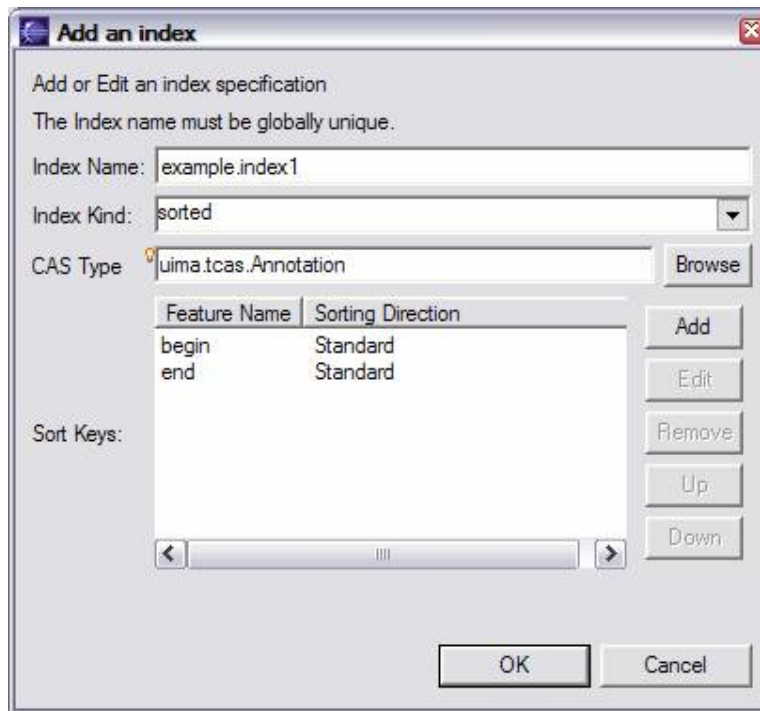 Add an index
Add or Edit an index specification
The Index name must be globally unique.
Index Name: example.index1
Index Kind: sorted
CAS Type uima.tcas.Annotation Browse
Feature Name Sorting Direction
begin Standard
end Standard
Sort Keys:
Add
Edit
Remove
Up
Down
OK Cancel